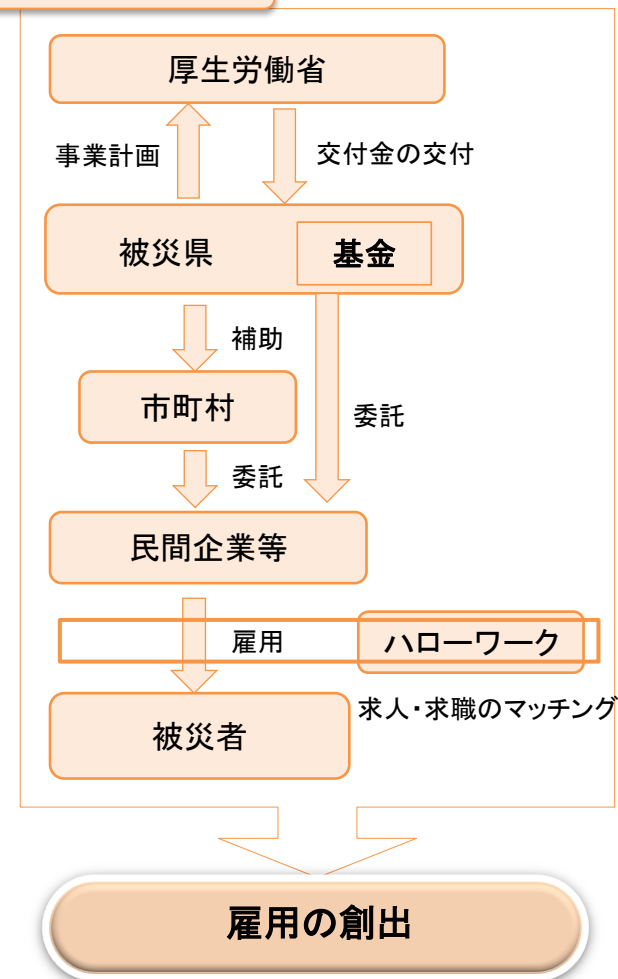 厚生労働省
事業計画
交付金の交付
被災県
基金
補助
市町村
委託
委託
民間企業等
雇用
ハローワーク
求人・求職のマッチング
被災者
雇用の創出